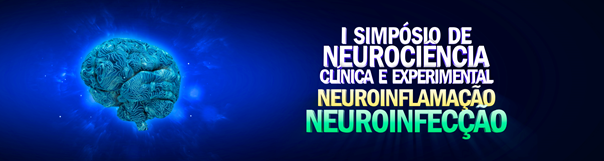 I SIMPÓSIO DE
NEUROCIÊNCIA
CLÍNICA E EXPERIMENTAL
NEUROINFLAMAÇÃO
NEUROINFECÇÃO